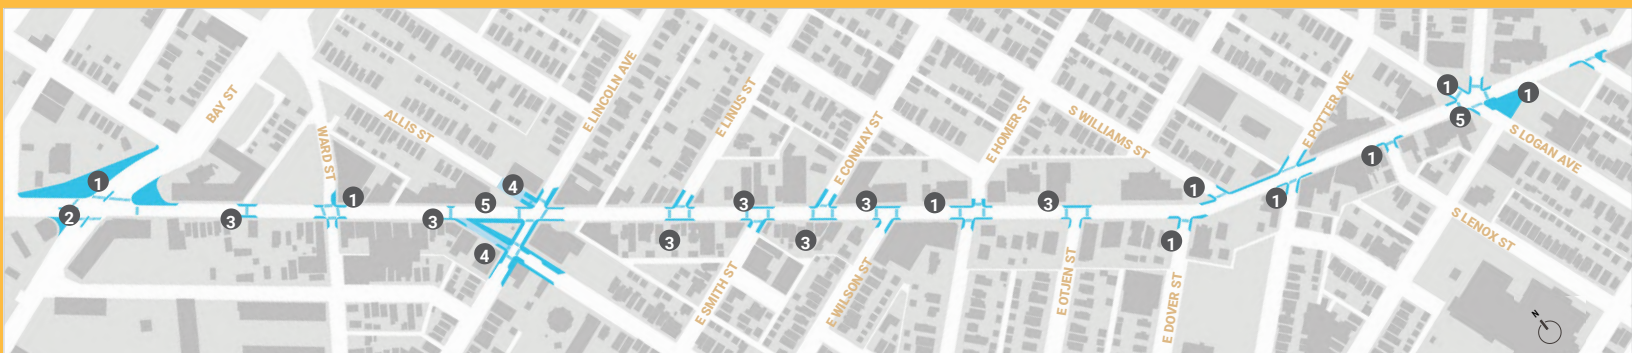 BAY ST
WARD ST
ALLIS ST
E LINCOLN AVE
E LINUS ST
E CONWAY ST
E HOMER ST
S WILLIAMS ST
E POTTER AVE
S LOGAN AVE
S LENOX ST
E SMITH ST
E WILSON ST
E OTJEN ST
E DOVER ST
1
2
3
1
3
5
4
4
3
3
3
3
1
3
1
1
1
1
1
5
1
N